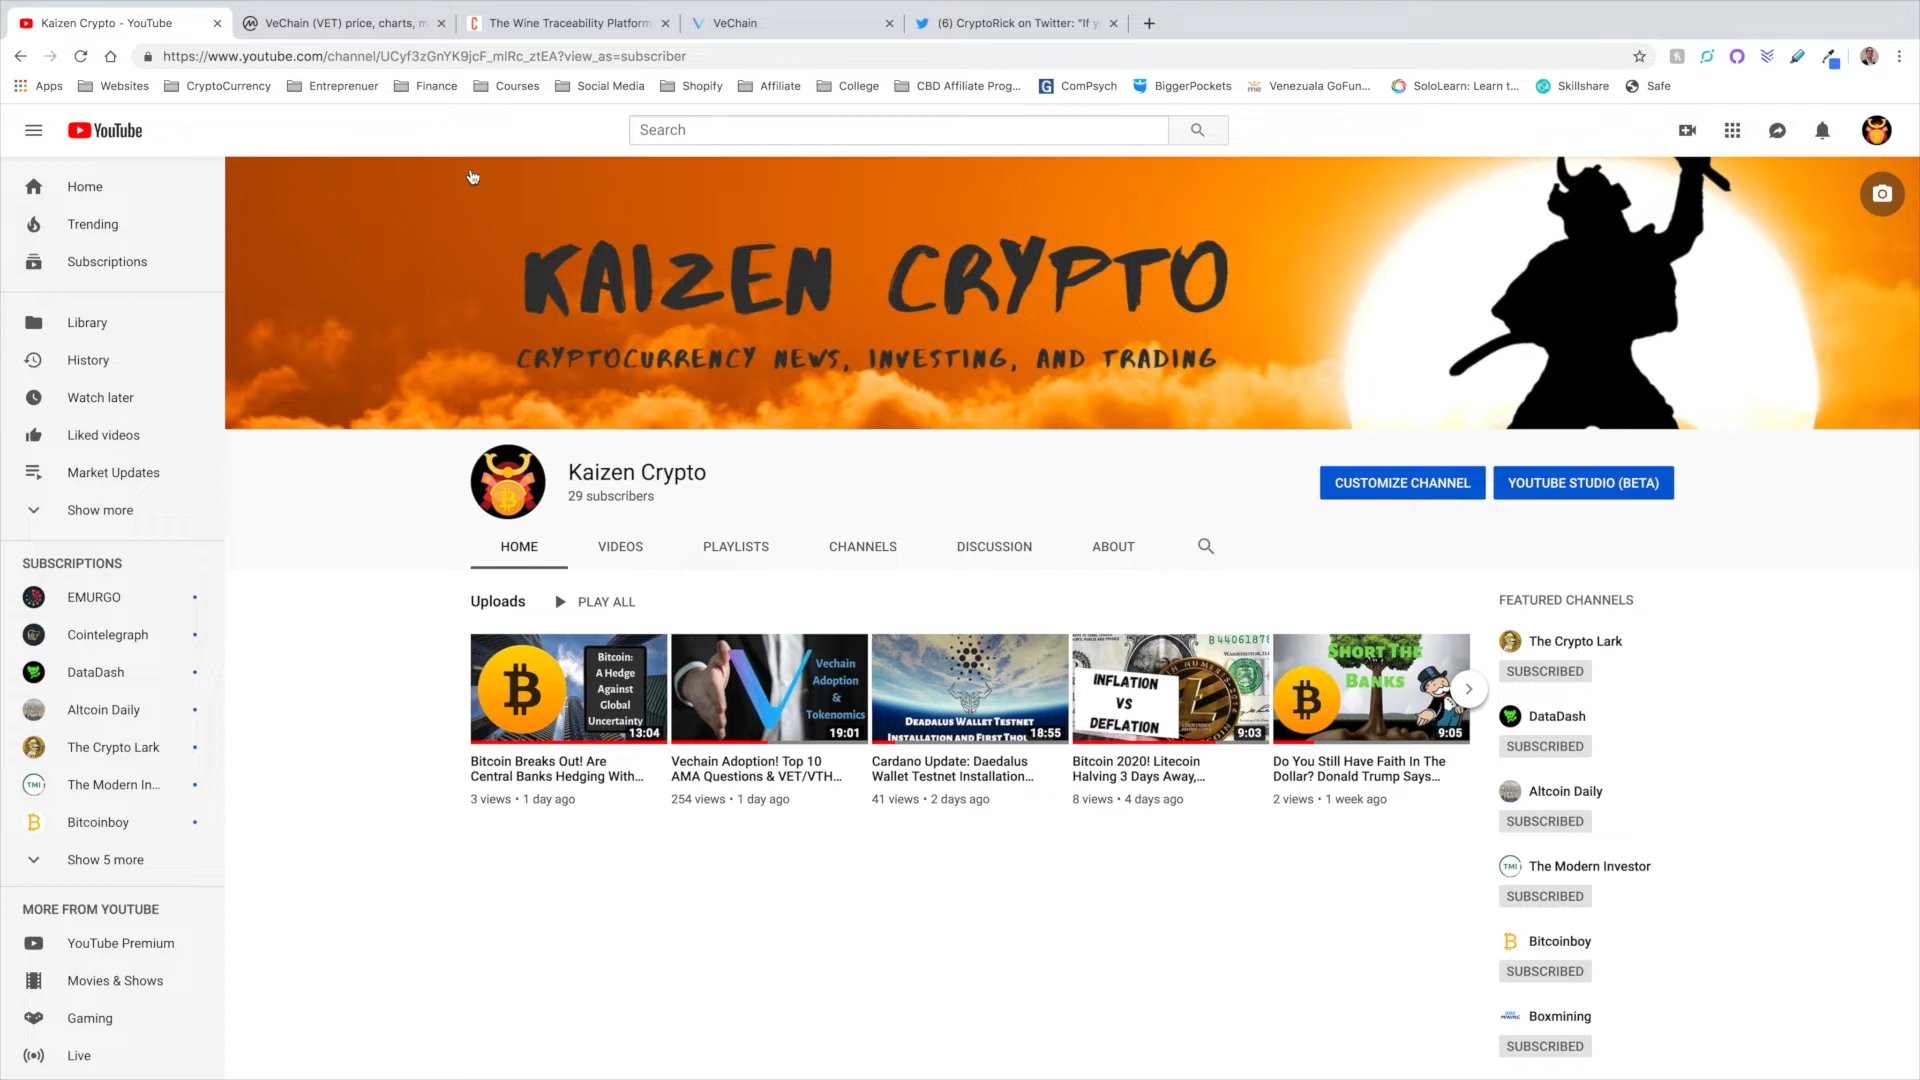 Kaizen Crypto - YouTube
VeChain (VET) price, charts, m
The Wine Traceability Platform
VeChain
(6) CryptoRick on Twitter: "If y
https://www.youtube.com/channel/UCyf3zGnYK9jcF_mlRc_ztEA?view_as=subscriber
Apps
Websites
CryptoCurrency
Entreprenuer
Finance
Courses
Social Media
Shopify
Affiliate
College
CBD Affiliate Prog...
ComPsych
BiggerPockets
Venezuala GoFun...
SoloLearn: Learn t...
Skillshare
Safe
YouTube
Search
Home
Trending
Subscriptions
Library
History
Watch later
Liked videos
Market Updates
Show more
SUBSCRIPTIONS
EMURGO
Cointelegraph
DataDash
Altcoin Daily
The Crypto Lark
TMI
The Modern In...
Bitcoinboy
Show 5 more
MORE FROM YOUTUBE
YouTube Premium
Movies & Shows
Gaming
Live
KAIZEN CRYPTO
CRYPTOCURRENCY NEWS, INVESTING, AND TRADING
Kaizen Crypto
29 subscribers
CUSTOMIZE CHANNEL
YOUTUBE STUDIO (BETA)
HOME
VIDEOS
PLAYLISTS
CHANNELS
DISCUSSION
ABOUT
Uploads
PLAY ALL
Bitcoin:
A Hedge
Against
Global
Uncertainty
13:04
Bitcoin Breaks Out! Are
Central Banks Hedging With...
3 views • 1 day ago
Vechain
Adoption
&
Tokenomics
19:01
Vechain Adoption! Top 10
AMA Questions & VET/VTH...
254 views • 1 day ago
DEADALUS WALLET TESTNET
INSTALLATION AND FIRST THOU
18:55
Cardano Update: Daedalus
Wallet Testnet Installation...
41 views • 2 days ago
INFLATION
VS
DEFLATION
9:03
Bitcoin 2020! Litecoin
Halving 3 Days Away,...
8 views • 4 days ago
SHORT THE
BANKS
9:05
Do You Still Have Faith In The
Dollar? Donald Trump Says...
2 views • 1 week ago
FEATURED CHANNELS
The Crypto Lark
SUBSCRIBED
DataDash
SUBSCRIBED
Altcoin Daily
SUBSCRIBED
TMI
The Modern Investor
SUBSCRIBED
Bitcoinboy
SUBSCRIBED
Boxmining
SUBSCRIBED